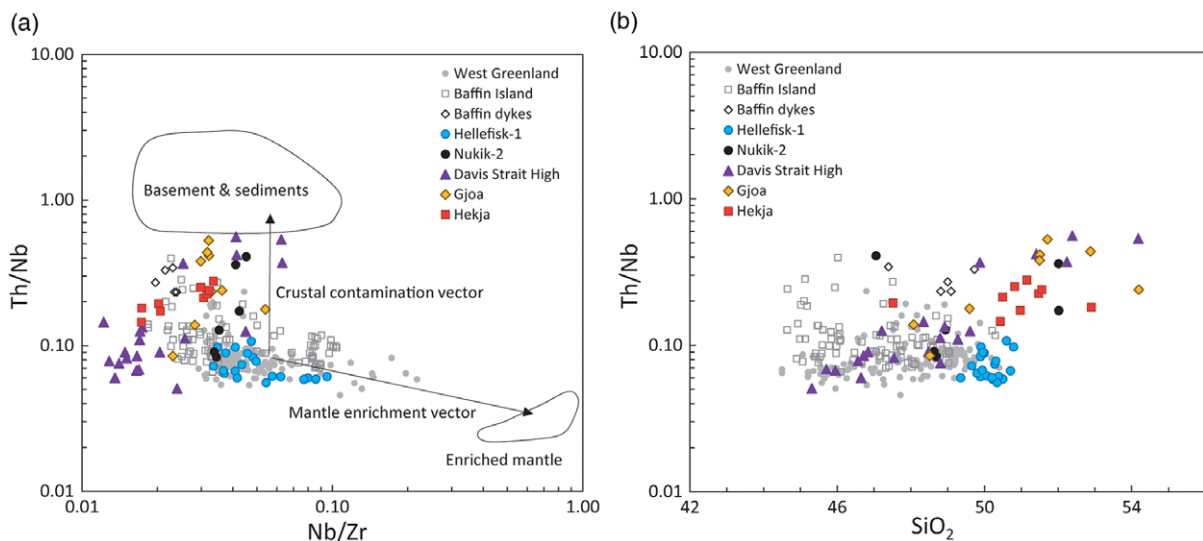 (a)
10.00
1.00
0.10
0.01
Th/Nb
West Greenland
Baffin Island
Baffin dykes
Hellefisk-1
Nukik-2
Davis Strait High
Gjoa
Hekja
Basement & sediments
Crustal contamination vector
Mantle enrichment vector
Enriched mantle
0.01
0.10
1.00
Nb/Zr
(b)
10.00
1.00
0.10
0.01
Th/Nb
West Greenland
Baffin Island
Baffin dykes
Hellefisk-1
Nukik-2
Davis Strait High
Gjoa
Hekja
42
46
50
54
SiO₂